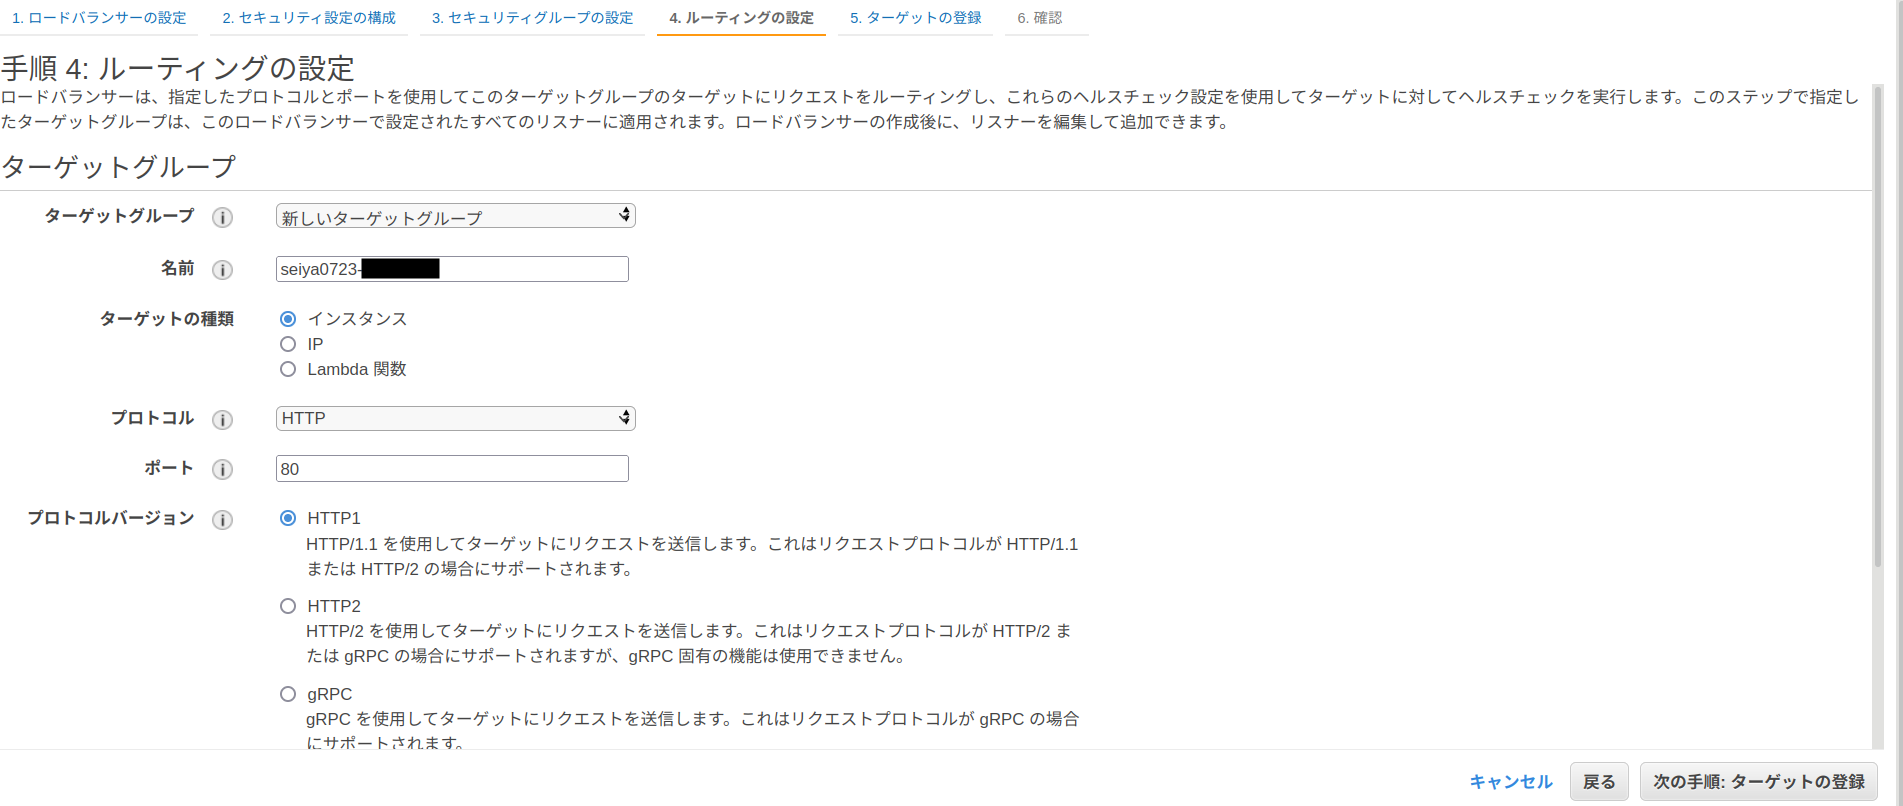 1. ロードバランサーの設定 2. セキュリティ設定の構成 3. セキュリティグループの設定 4. ルーティングの設定 5. ターゲットの登録 6. 確認
手順 4: ルーティングの設定
ロードバランサーは、指定したプロトコルとポートを使用してこのターゲットグループのターゲットにリクエストをルーティングし、これらのヘルスチェック設定を使用してターゲットに対してヘルスチェックを実行します。このステップで指定し
たターゲットグループは、このロードバランサーで設定されたすべてのリスナーに適用されます。ロードバランサーの作成後に、リスナーを編集して追加できます。
ターゲットグループ
ターゲットグループ 新しいターゲットグループ
名前 seiya0723-
ターゲットの種類 インスタンス
IP
Lambda 関数
プロトコル HTTP
ポート 80
プロトコルバージョン HTTP1
HTTP/1.1 を使用してターゲットにリクエストを送信します。これはリクエストプロトコルが HTTP/1.1
または HTTP/2 の場合にサポートされます。
HTTP2
HTTP/2 を使用してターゲットにリクエストを送信します。これはリクエストプロトコルが HTTP/2 ま
たは gRPC の場合にサポートされますが、gRPC 固有の機能は使用できません。
gRPC
gRPC を使用してターゲットにリクエストを送信します。これはリクエストプロトコルが gRPC の場合
にサポートされます。
キャンセル 戻る 次の手順: ターゲットの登録